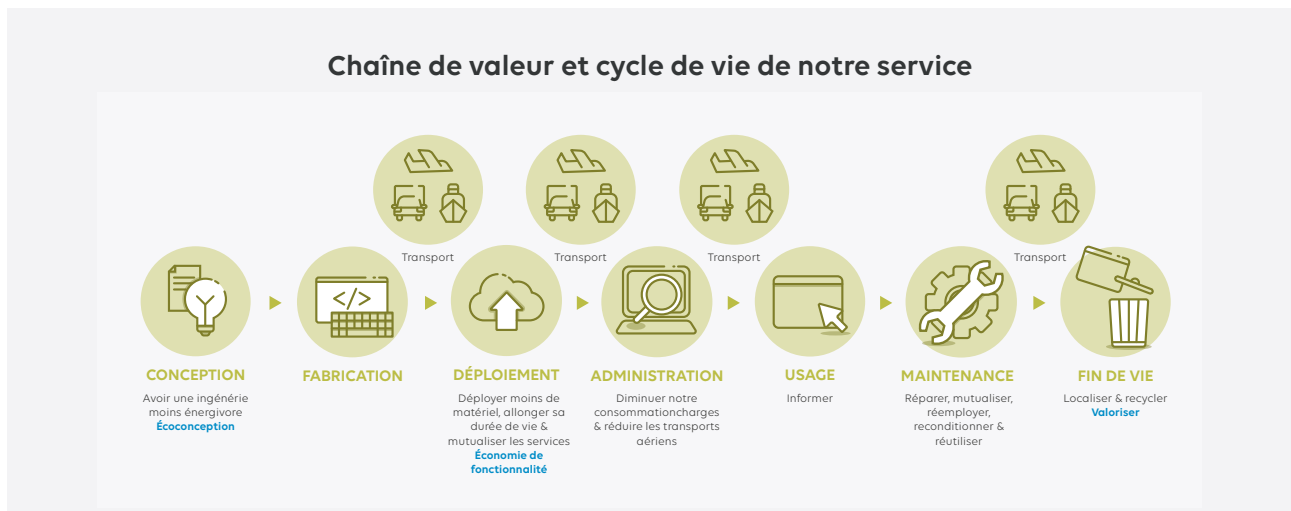 Chaîne de valeur et cycle de vie de notre service
Transport
Transport
Transport
Transport
</>
CONCEPTION
Avoir une ingénérie
moins énergivore
Écoconception
FABRICATION
DÉPLOIEMENT
Déployer moins de
matériel, allonger sa
durée de vie &
mutualiser les services
Économie de
fonctionnalité
ADMINISTRATION
Diminuer notre
consommationcharges
& réduire les transports
aériens
USAGE
Informer
MAINTENANCE
Réparer, mutualiser,
réemployer,
reconditionner &
réutiliser
FIN DE VIE
Localiser & recycler
Valoriser